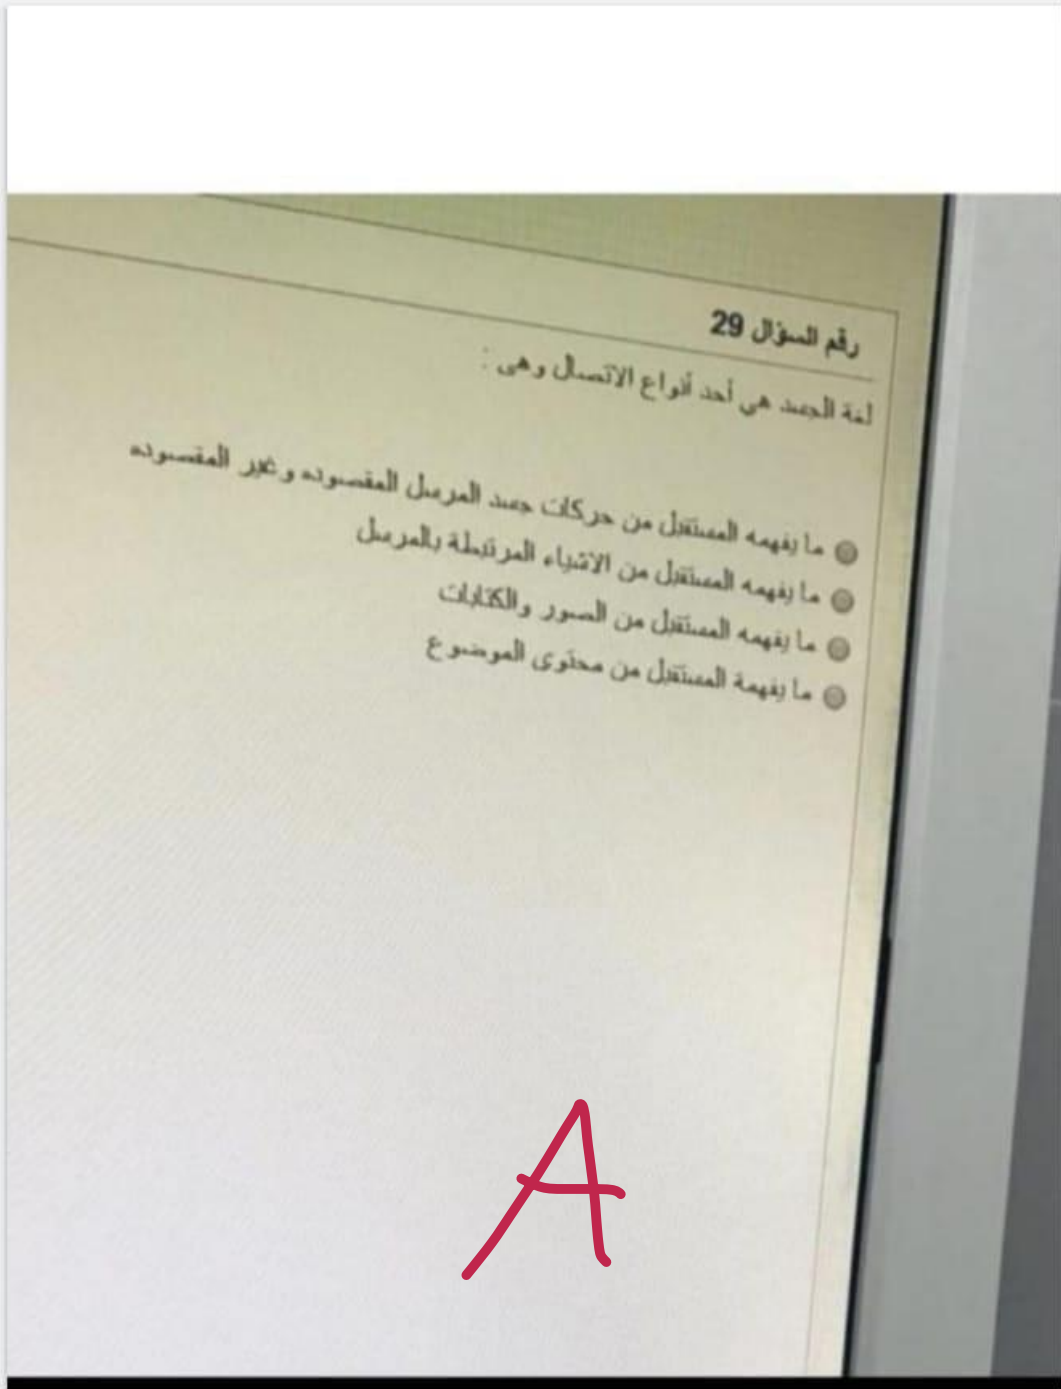 رقم السؤال 29
لغة الجسد هي أحد أنواع الاتصال وهى :
ما يفهمه المستقبل من حركات جسد المرسل المقصوده وغير المقصوده
ما يفهمه المستقبل من الاشياء المرتبطة بالمرسل
ما يفهمه المستقبل من الصور والكتابات
ما يفهمة المستقبل من محتوى الموضوع
A